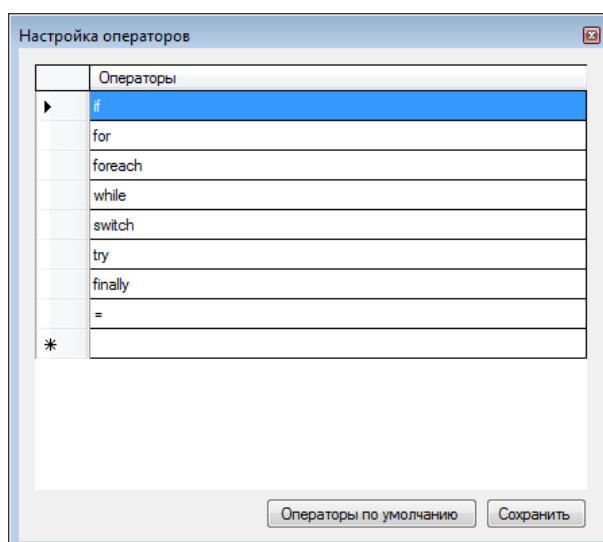 Настройка операторов
Операторы
if
for
foreach
while
switch
try
finally
=
*
Операторы по умолчанию Сохранить